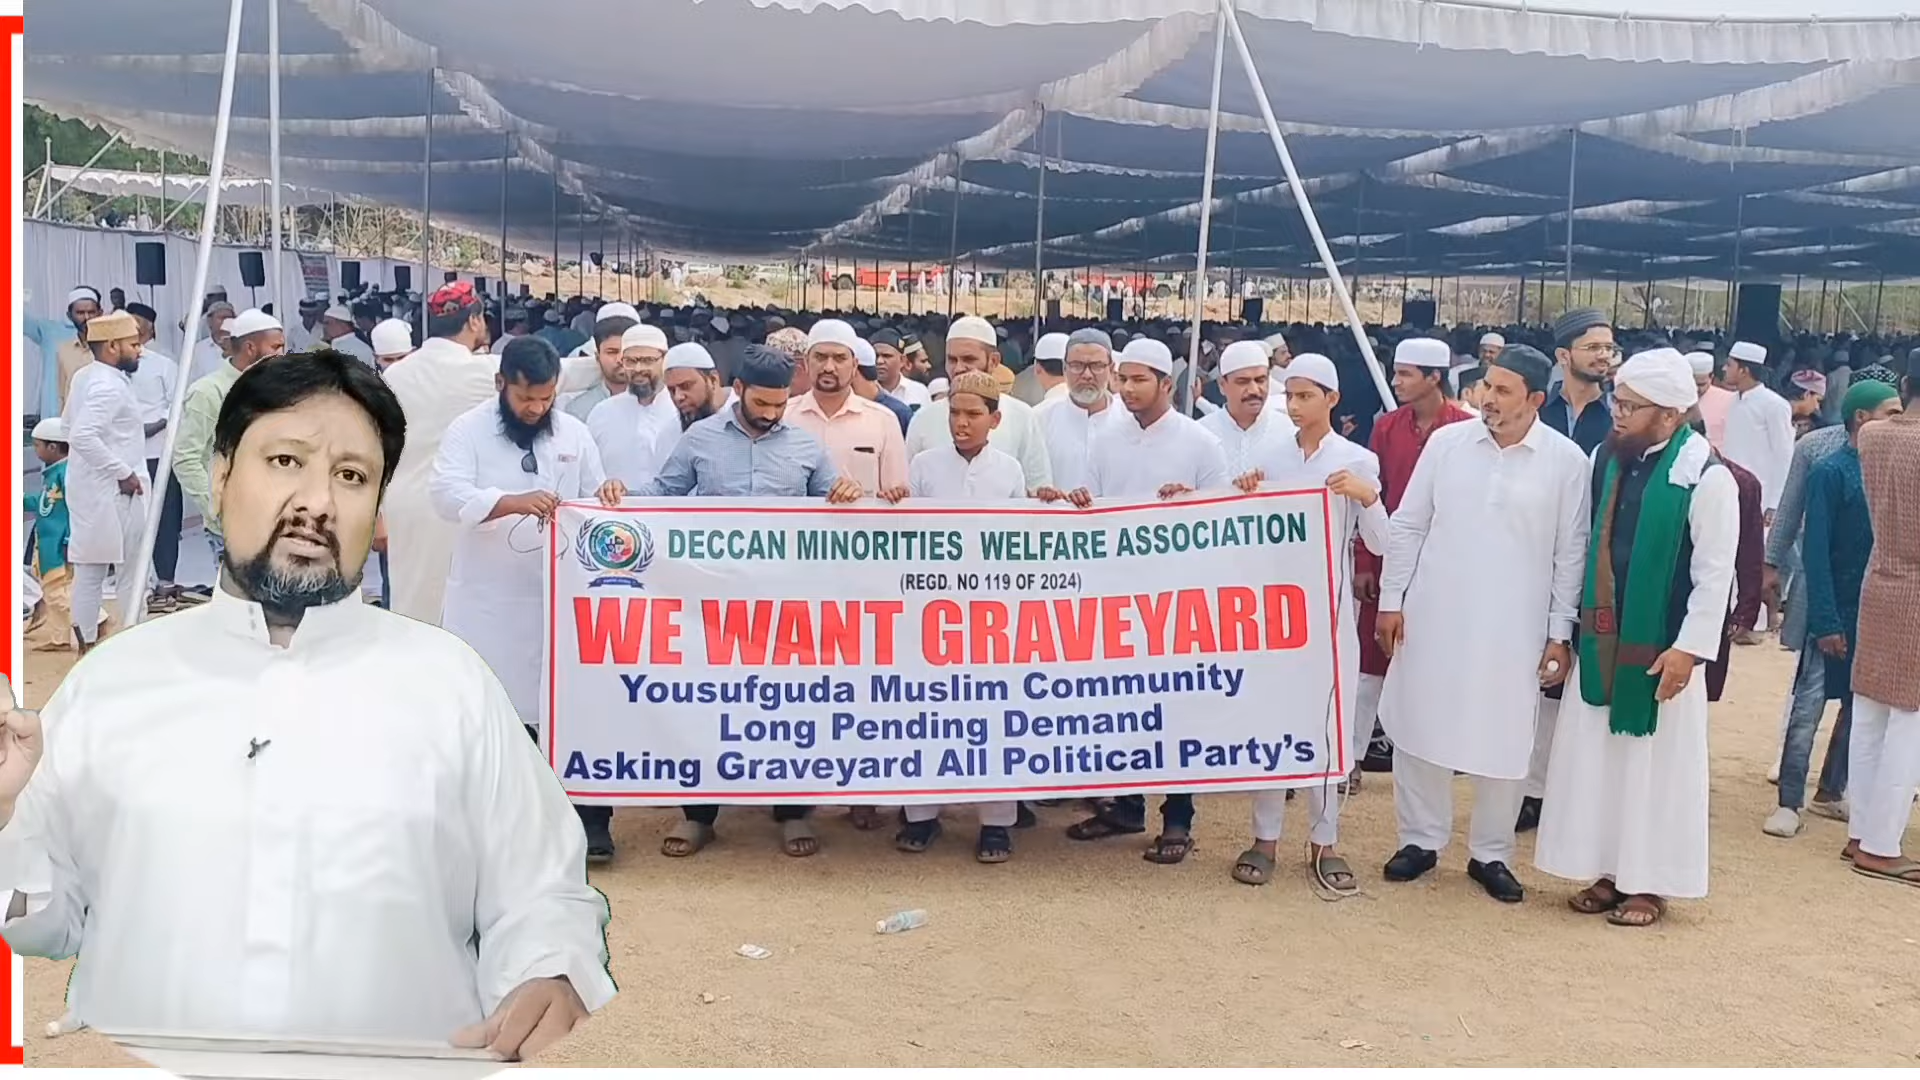 DECCAN MINORITIES WELFARE ASSOCIATION
(REGD. NO 119 OF 2024)
WE WANT GRAVEYARD
Yousufguda Muslim Community
Long Pending Demand
Asking Graveyard All Political Party's